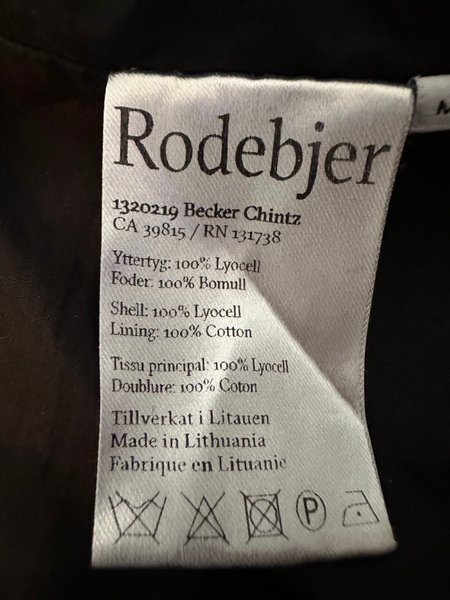 Rodebjer
1320219 Becker Chintz
CA 39815 / RN 131738
Yttertyg: 100% Lyocell
Foder: 100% Bomull
Shell: 100% Lyocell
Lining: 100% Cotton
Tissu principal: 100% Lyocell
Doublure: 100% Coton
Tillverkat i Litauen
Made in Lithuania
Fabrique en Lituanie
P